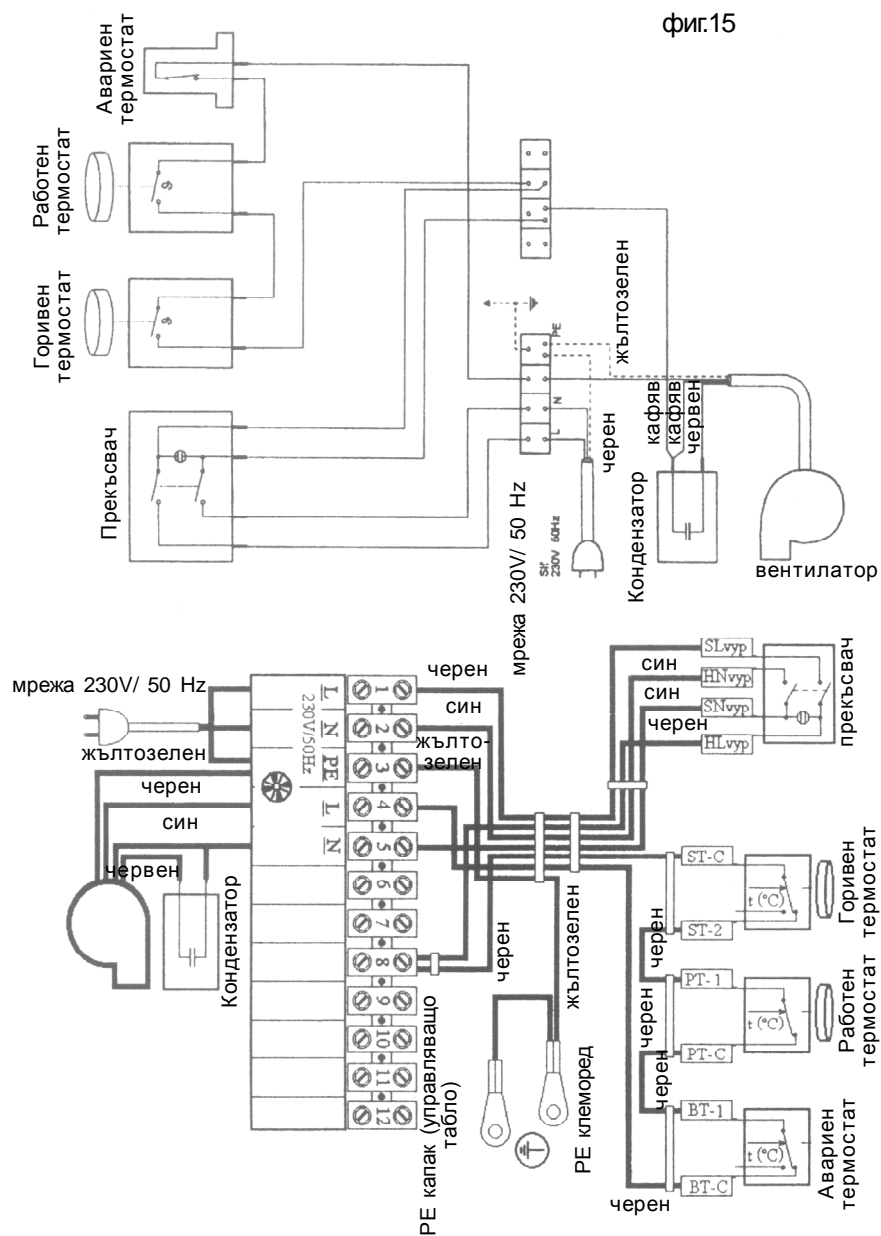 фиг.15
Авариен
термостат
Работен
термостат
Горивен
термостат
Прекъсвач
PE
N
L
жълтозелен
черен
кафяв
кафяв
червен
мрежа 230V/ 50 Hz
230V 60Hz
Кондензатор
вентилатор
мрежа 230V/ 50 Hz
жълтозелен
черен
син
червен
Кондензатор
230V/50Hz
L
N
PE
L
N
1
2
3
4
5
6
7
8
9
10
11
12
черен
син
жълто-
зелен
черен
жълтозелен
PE капак (управляващо
табло)
PE клеморед
син
син
черен
SLvyp
HNvyp
SNvyp
HLvyp
прекъсвач
ST-C
t (°C)
ST-2
Горивен
термостат
черен
PT-1
t (°C)
PT-C
Работен
термостат
черен
черен
BT-1
t (°C)
BT-C
Авариен
термостат
черен